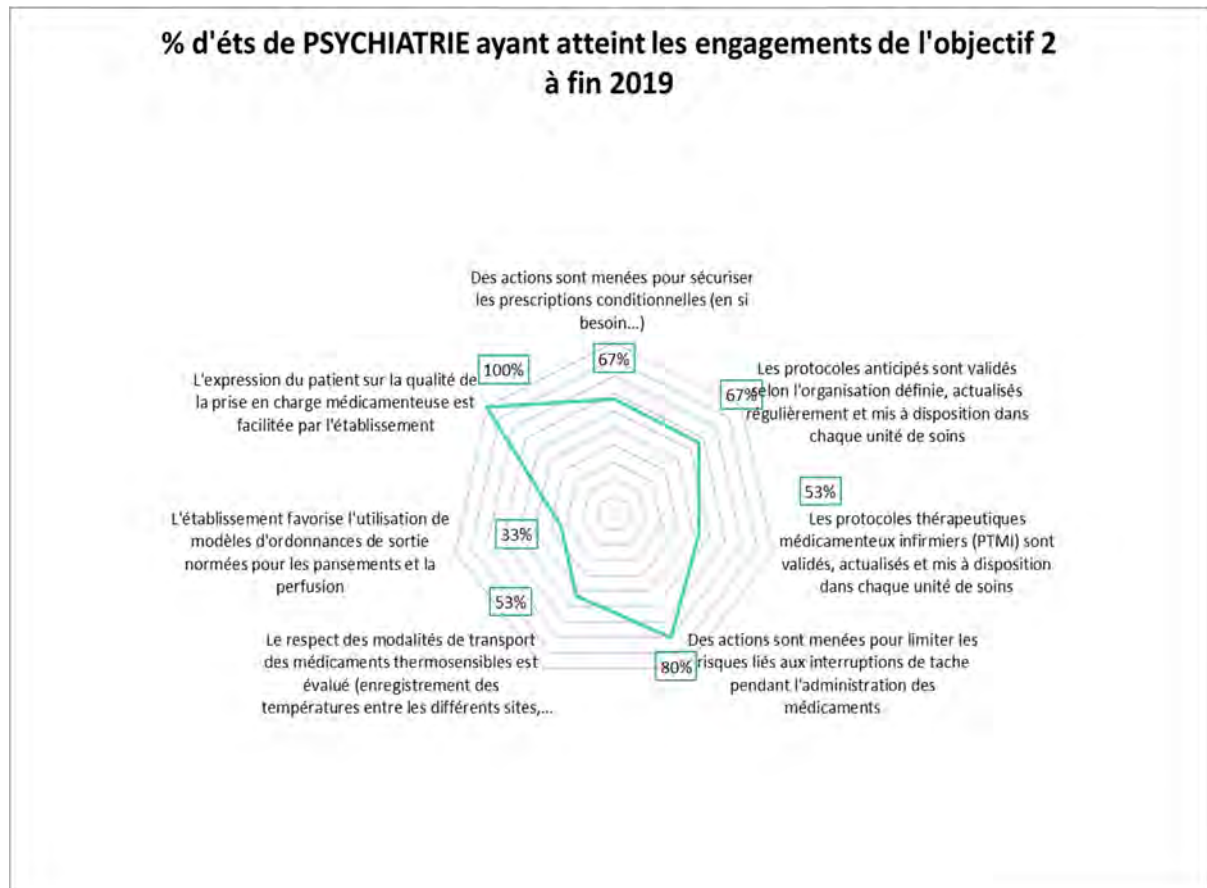 % d'éts de PSYCHIATRIE ayant atteint les engagements de l'objectif 2
à fin 2019
Des actions sont menées pour sécuriser
les prescriptions conditionnelles (en si
besoin...)
67%
Les protocoles anticipés sont validés
selon l'organisation définie, actualisés
régulièrement et mis à disposition dans
chaque unité de soins
67%
53%
Les protocoles thérapeutiques
médicamenteux infirmiers (PTMI) sont
validés, actualisés et mis à disposition
dans chaque unité de soins
Des actions sont menées pour limiter les
risques liés aux interruptions de tache
pendant l'administration des
médicaments
80%
53%
Le respect des modalités de transport
des médicaments thermosensibles est
évalué (enregistrement des
températures entre les différents sites,...
L'établissement favorise l'utilisation de
modèles d'ordonnances de sortie
normées pour les pansements et la
perfusion
33%
100%
L'expression du patient sur la qualité de
la prise en charge médicamenteuse est
facilitée par l'établissement